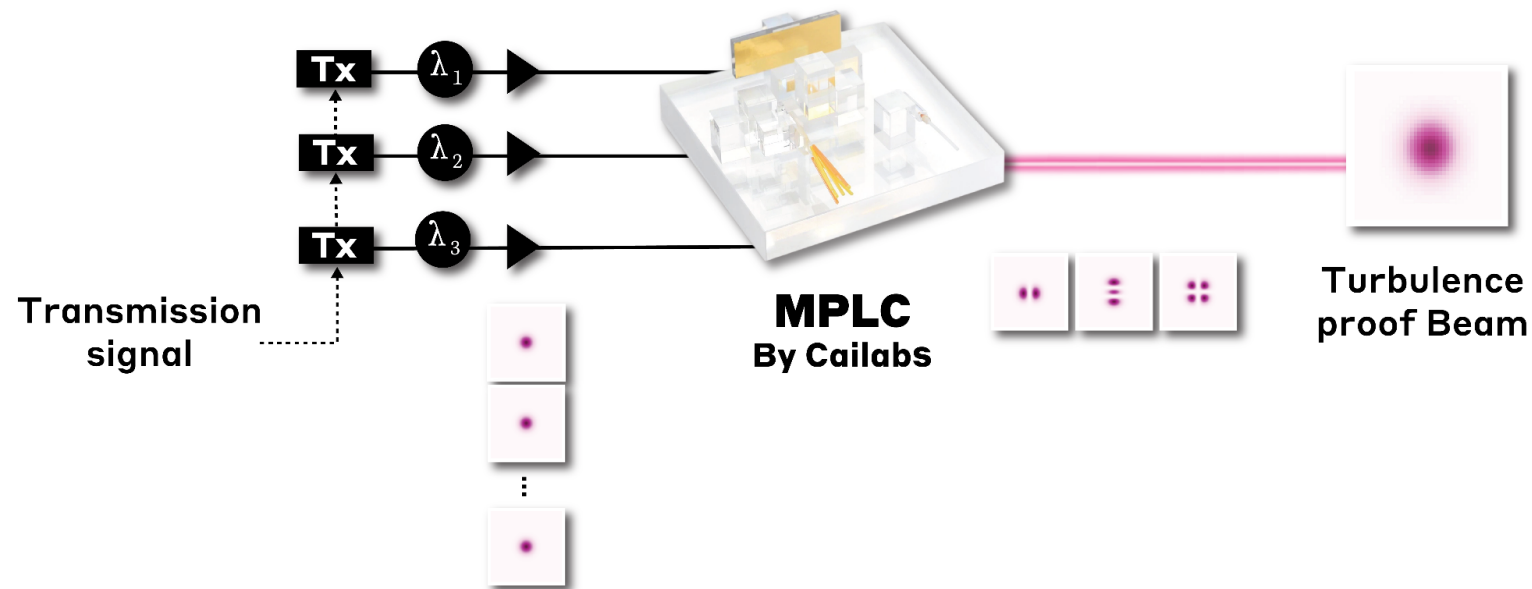 Tx
λ1
Tx
λ2
Tx
λ3
Transmission
signal
MPLC
By Cailabs
Turbulence
proof Beam